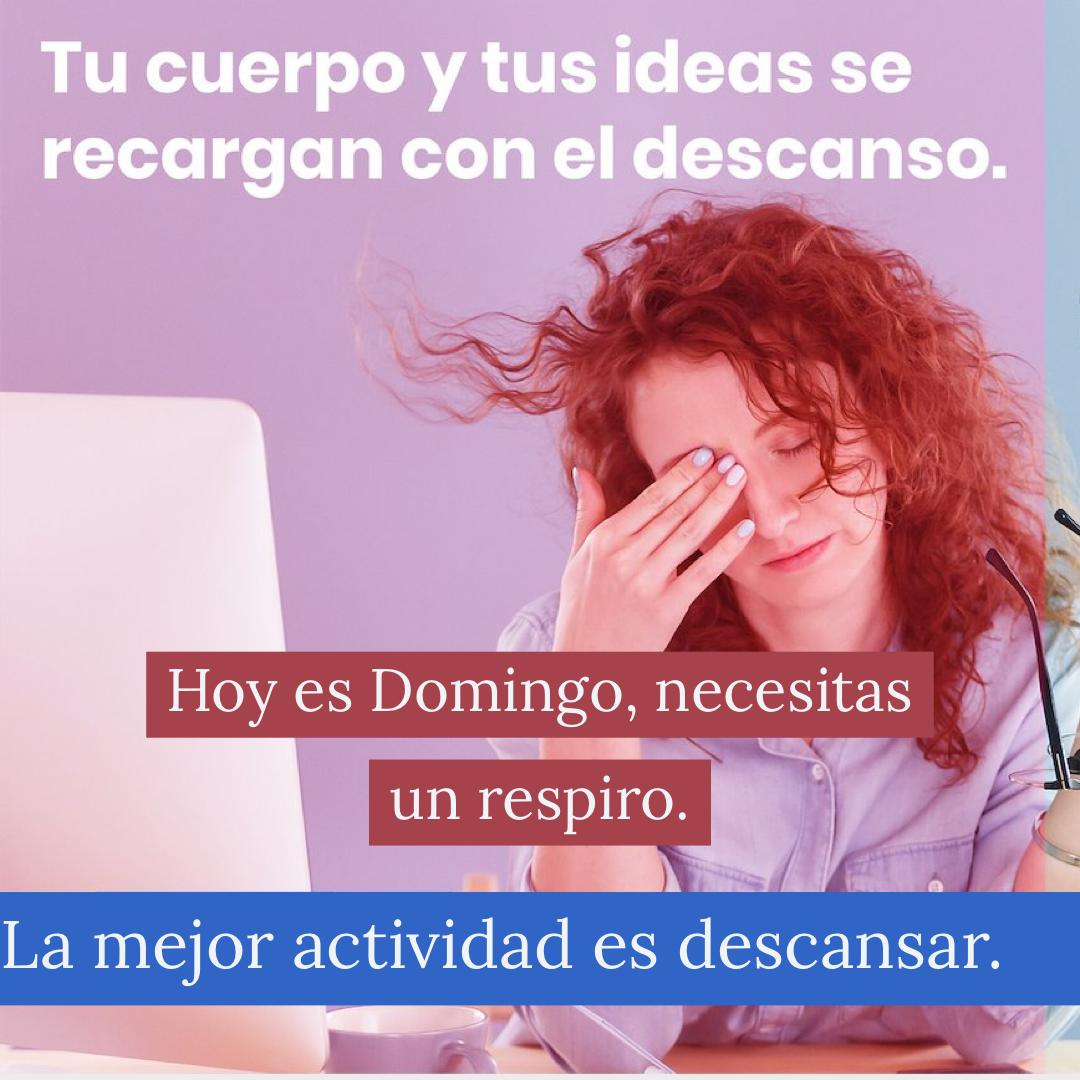 Tu cuerpo y tus ideas se
recargan con el descanso.
Hoy es Domingo, necesitas
un respiro.
La mejor actividad es descansar.